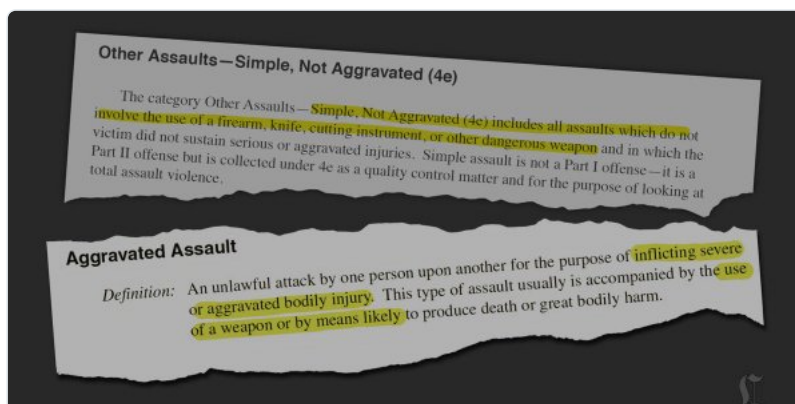 Other Assaults—Simple, Not Aggravated (4e)
The category Other Assaults—Simple, Not Aggravated (4e) includes all assaults which do not
involve the use of a firearm, knife, cutting instrument, or other dangerous weapon and in which the
victim did not sustain serious or aggravated injuries. Simple assault is not a Part I offense—it is a
Part II offense but is collected under 4e as a quality control matter and for the purpose of looking at
total assault violence.
Aggravated Assault
Definition: An unlawful attack by one person upon another for the purpose of inflicting severe
or aggravated bodily injury. This type of assault usually is accompanied by the use
of a weapon or by means likely to produce death or great bodily harm.